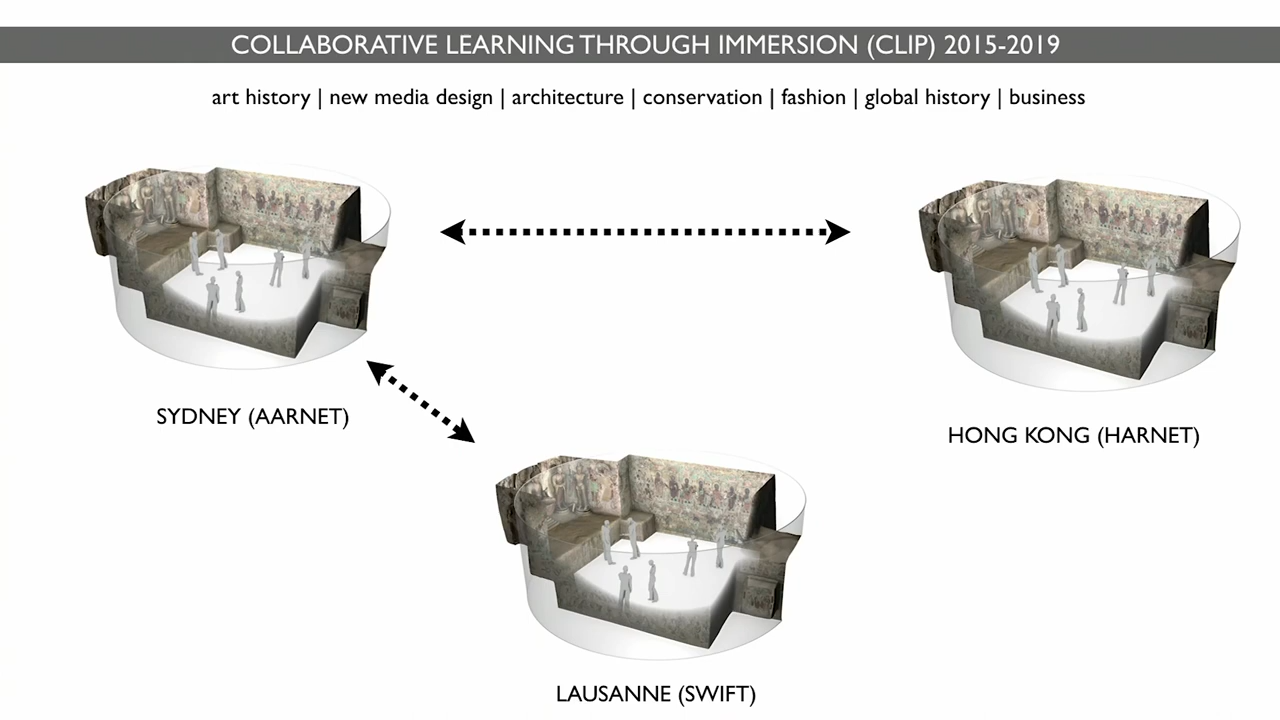 COLLABORATIVE LEARNING THROUGH IMMERSION (CLIP) 2015-2019
art history | new media design | architecture | conservation | fashion | global history | business
SYDNEY (AARNET)
HONG KONG (HARNET)
LAUSANNE (SWIFT)